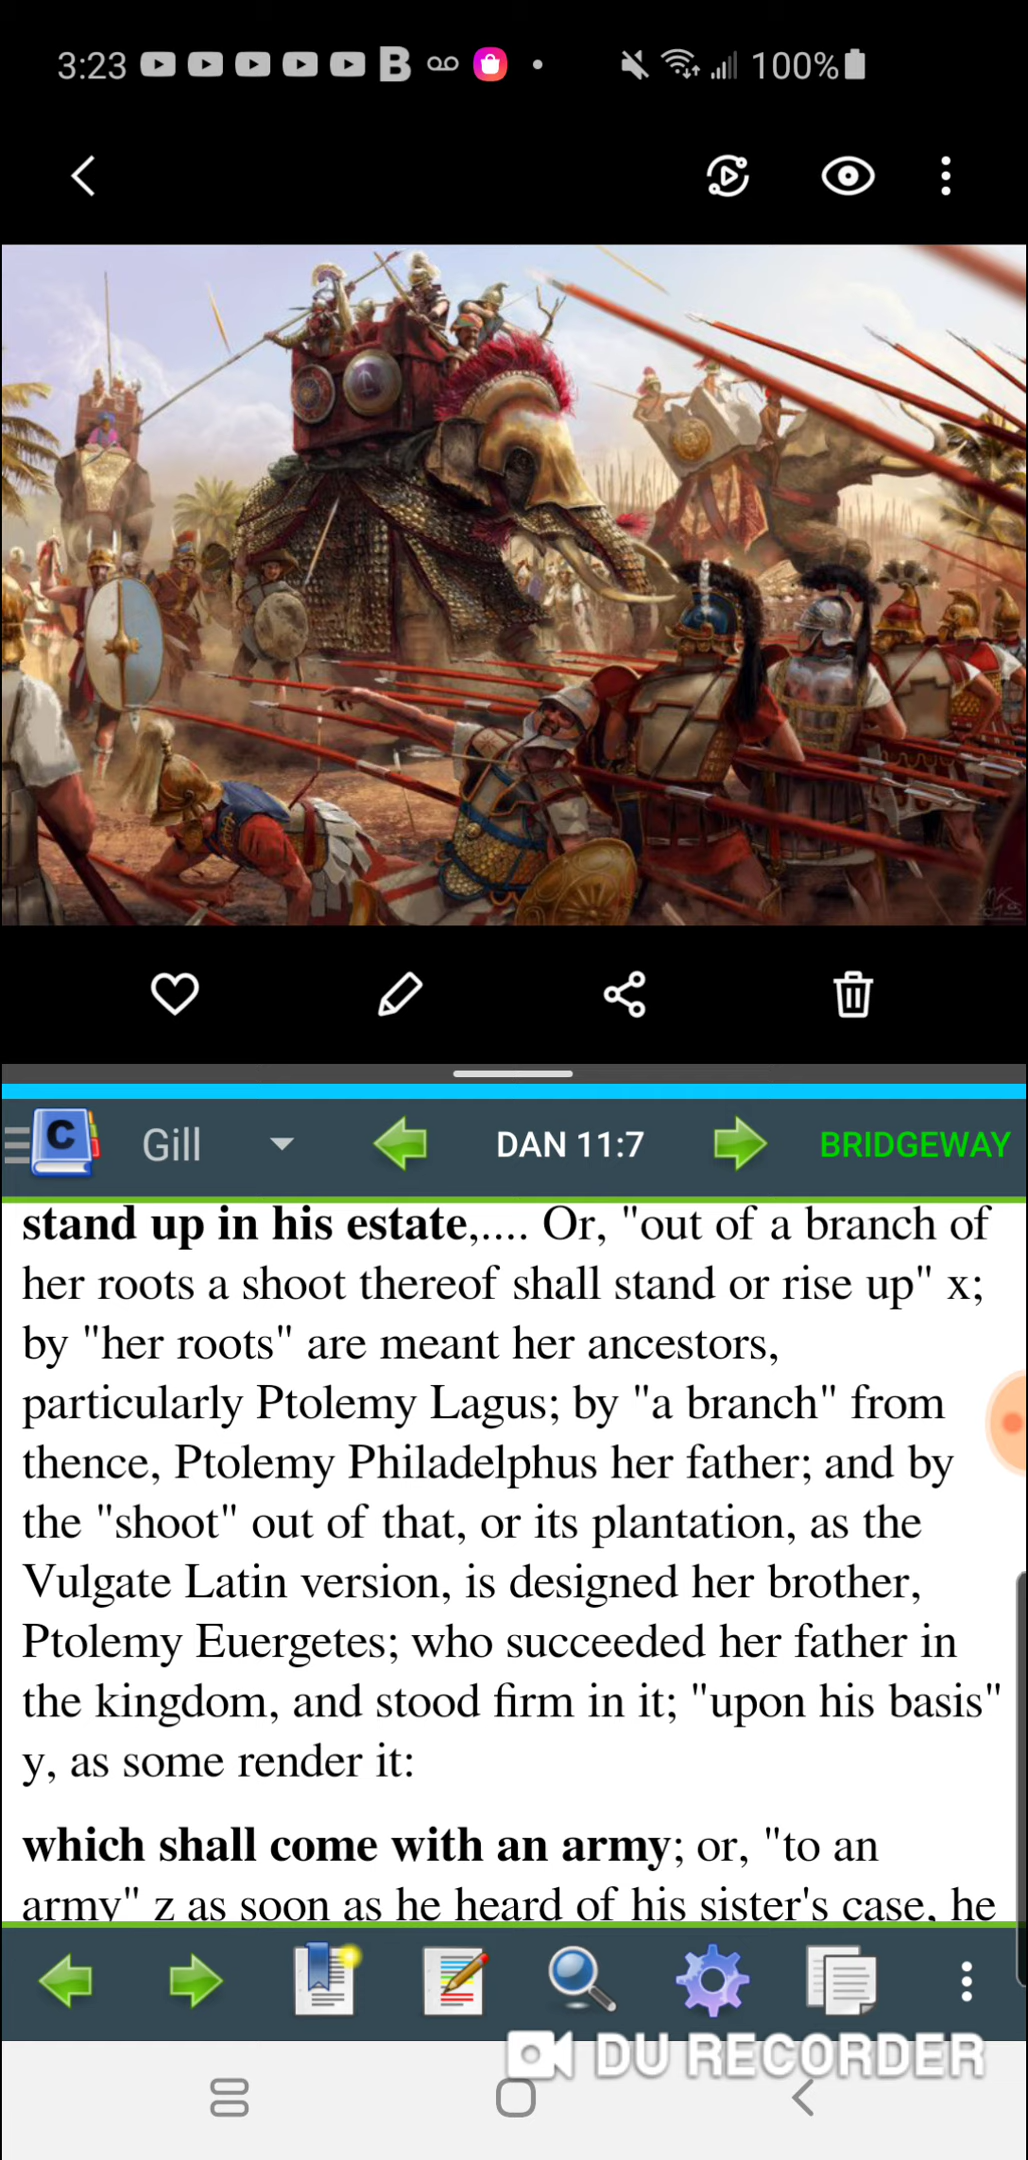 3:23
B
100%
C
Gill
DAN 11:7
BRIDGEWAY
stand up in his estate,.... Or, "out of a branch of
her roots a shoot thereof shall stand or rise up" x;
by "her roots" are meant her ancestors,
particularly Ptolemy Lagus; by "a branch" from
thence, Ptolemy Philadelphus her father; and by
the "shoot" out of that, or its plantation, as the
Vulgate Latin version, is designed her brother,
Ptolemy Euergetes; who succeeded her father in
the kingdom, and stood firm in it; "upon his basis"
y, as some render it:
which shall come with an army; or, "to an
army" z as soon as he heard of his sister's case, he
DU RECORDER